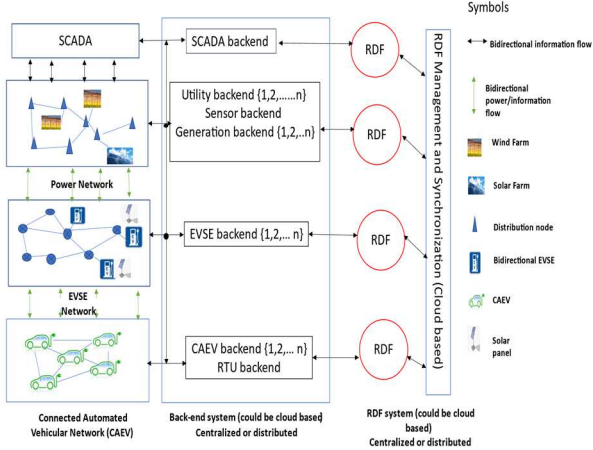 Symbols
SCADA
SCADA backend
RDF
Bidirectional information flow
Utility backend {1,2,......n}
Sensor backend
Generation backend {1,2,..n}
RDF
Bidirectional
power/information
flow
Wind Farm
Power Network
Solar Farm
RDF Management and Synchronization (Cloud based)
Distribution node
EVSE backend {1,2,... n}
RDF
Bidirectional EVSE
EVSE
Network
CAEV
CAEV backend {1,2,... n}
RTU backend
RDF
Solar
panel
Connected Automated
Vehicular Network (CAEV)
Back-end system (could be cloud based)
Centralized or distributed
RDF system (could be cloud
based)
Centralized or distributed